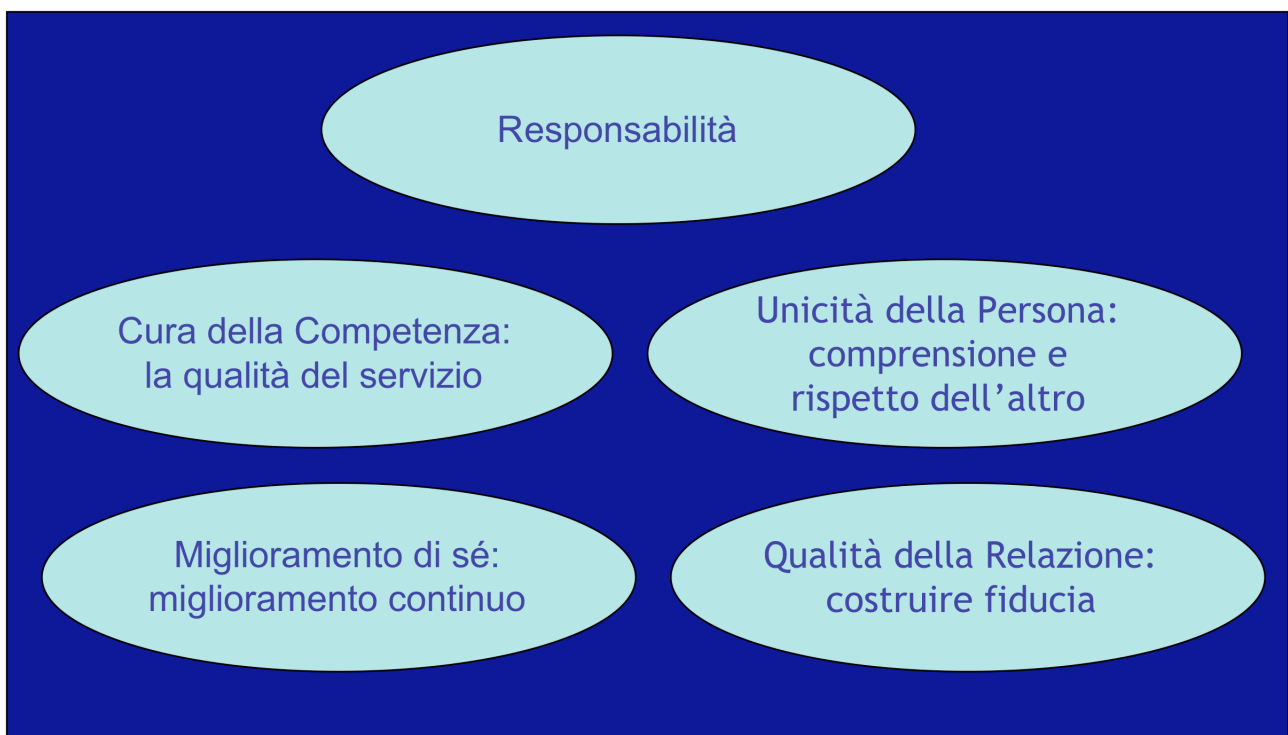 Responsabilità
Cura della Competenza:
la qualità del servizio
Unicità della Persona:
comprensione e
rispetto dell’altro
Miglioramento di sé:
miglioramento continuo
Qualità della Relazione:
costruire fiducia